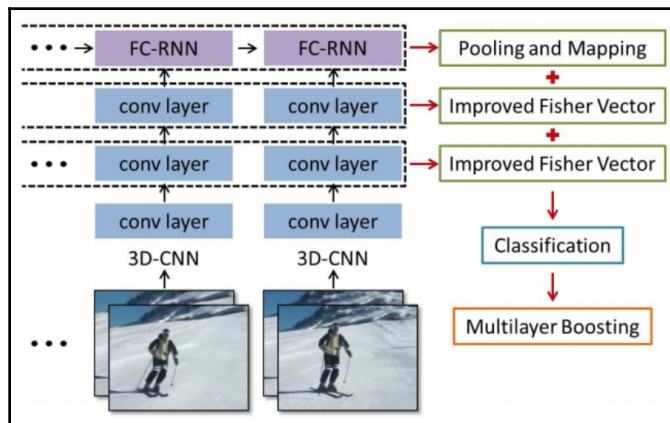 FC-RNN FC-RNN Pooling and Mapping
conv layer conv layer Improved Fisher Vector
conv layer conv layer Improved Fisher Vector
conv layer conv layer
Classification
3D-CNN 3D-CNN
Multilayer Boosting